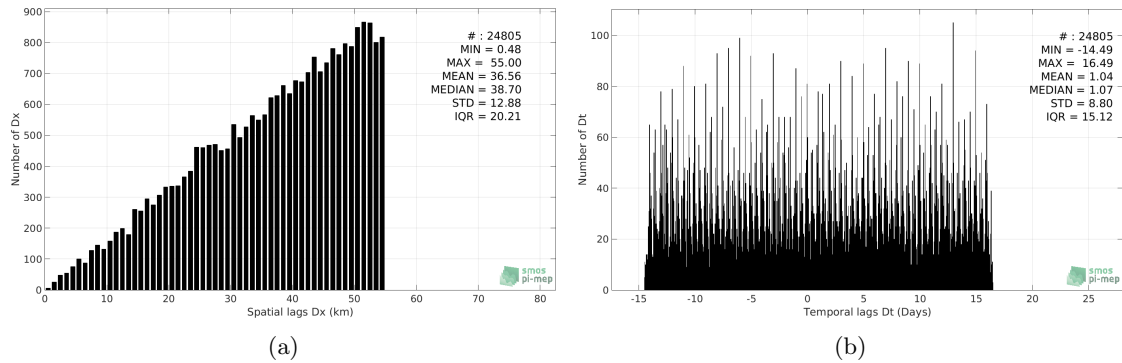 900
800
700
600
500
400
300
200
100
0
Number of Dx
# : 24805
MIN = 0.48
MAX = 55.00
MEAN = 36.56
MEDIAN = 38.70
STD = 12.88
IQR = 20.21
smos
pi-mep
0 10 20 30 40 50 60 70 80
Spatial lags Dx (km)
(a)
100
80
60
40
20
0
Number of Dt
# : 24805
MIN = -14.49
MAX = 16.49
MEAN = 1.04
MEDIAN = 1.07
STD = 8.80
IQR = 15.12
smos
pi-mep
-15 -10 -5 0 5 10 15 20 25
Temporal lags Dt (Days)
(b)